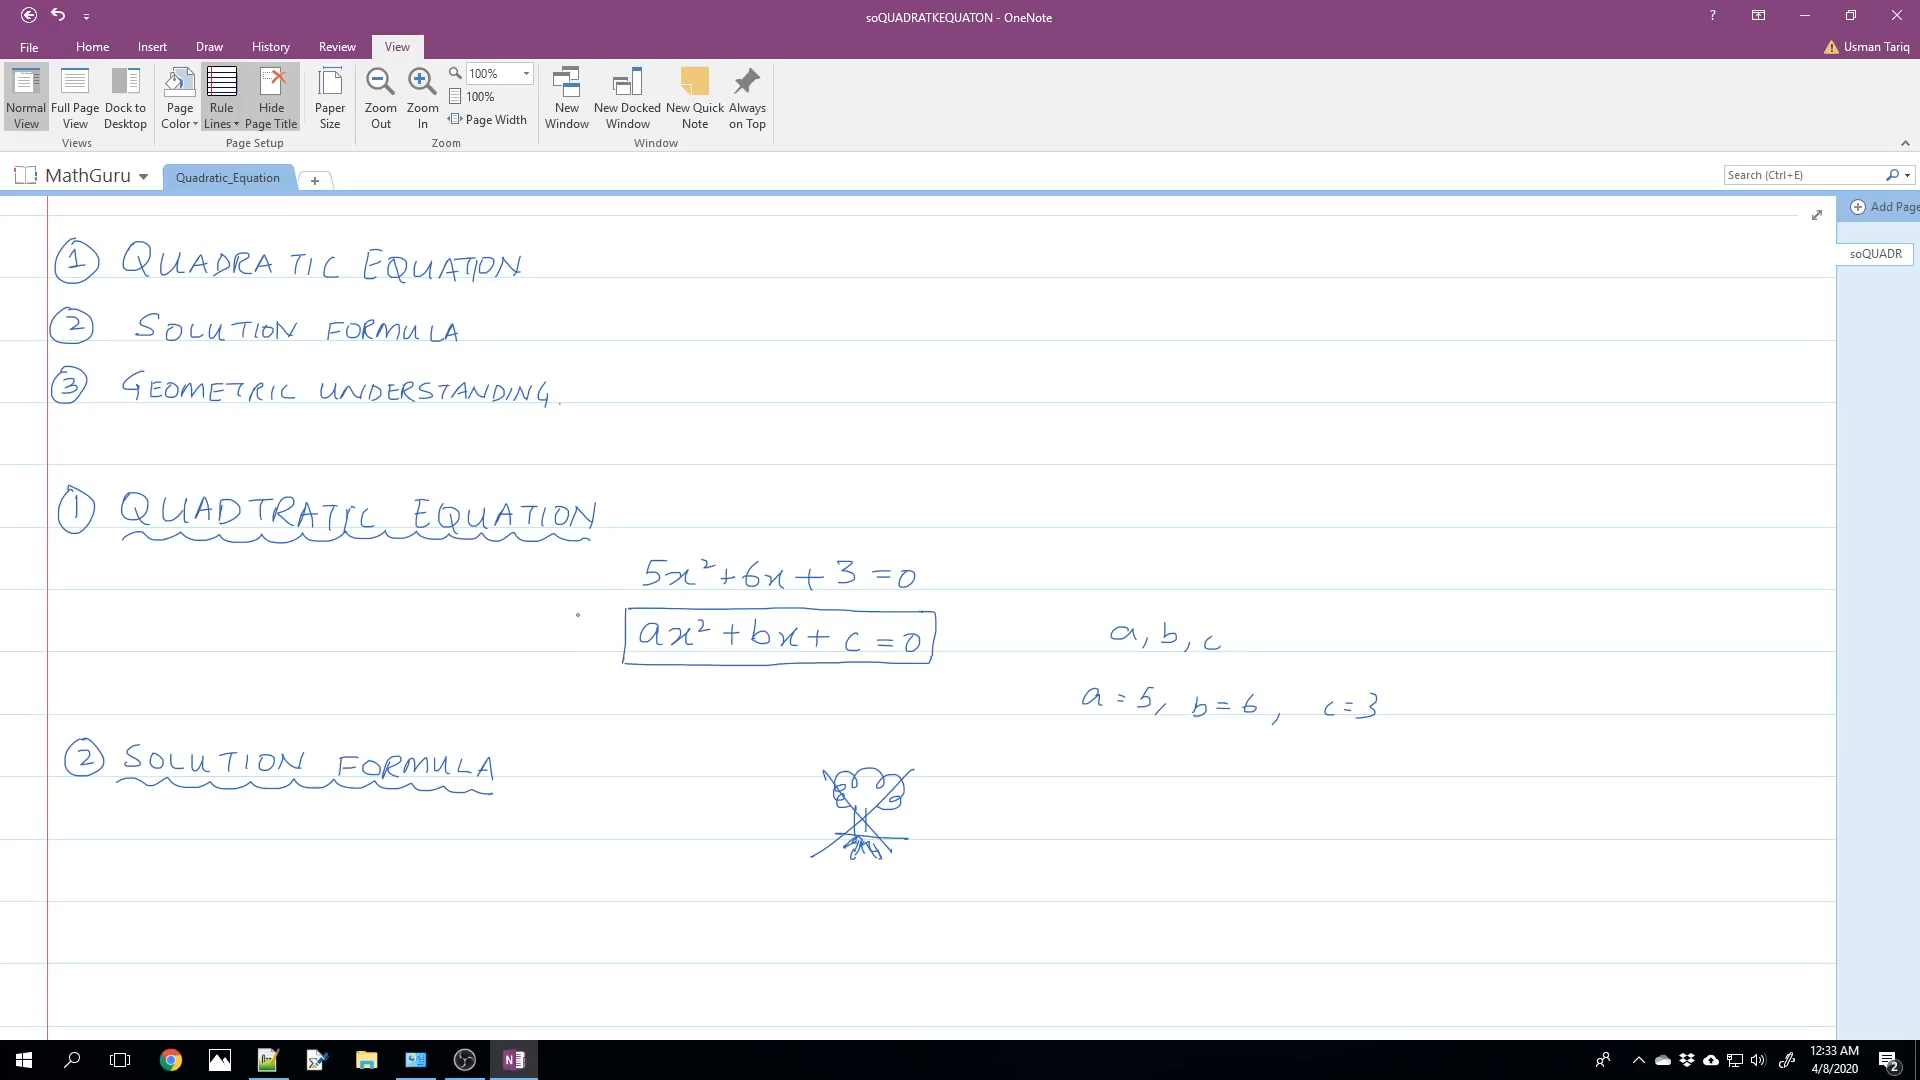 soQUADRATKEQUATON - OneNote
?
File Home Insert Draw History Review View
Usman Tariq
Normal View
Full Page View
Dock to Desktop
Page Color
Rule Lines
Hide Page Title
Paper Size
Zoom Out
Zoom In
100%
100%
Page Width
New Window
New Docked Window
New Quick Note
Always on Top
Views
Page Setup
Zoom
Window
MathGuru
Quadratic_Equation
+
Search (Ctrl+E)
Add Page
soQUADR
1 QUADRATIC EQUATION
2 SOLUTION FORMULA
3 GEOMETRIC UNDERSTANDING.
1 QUADTRATIC EQUATION
5x²+6x+3=0
ax²+bx+c=0
a, b, c
a=5, b=6, c=3
2 SOLUTION FORMULA
12:33 AM
4/8/2020
2